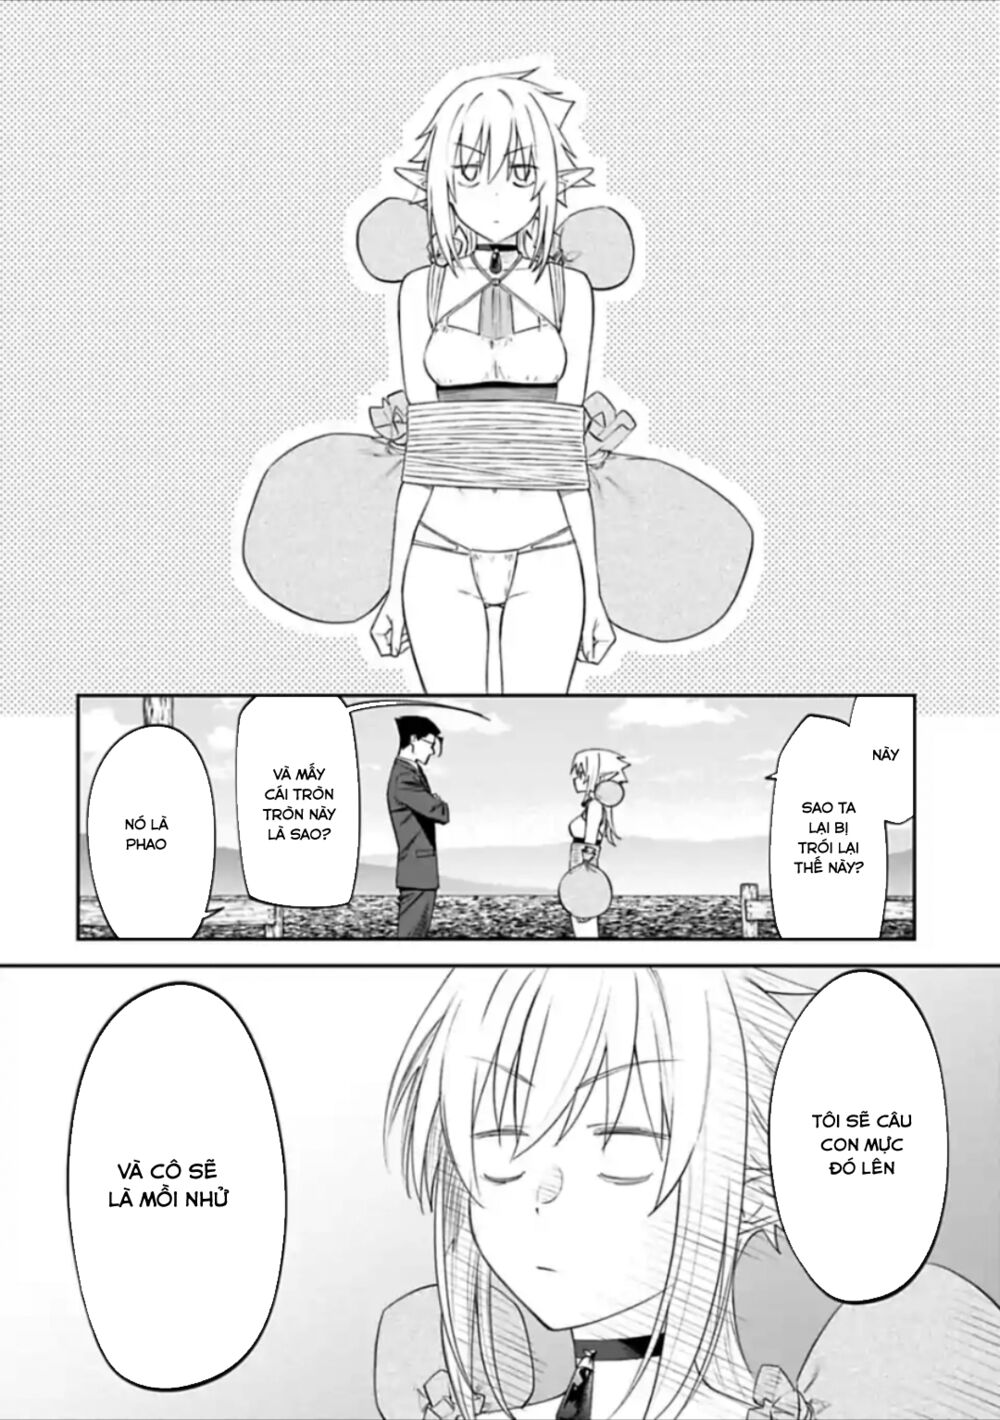 NÀY
SAO TA
LẠI BỊ
TRÓI LẠI
THẾ NÀY?
VÀ MẤY
CÁI TRÒN
TRÒN NÀY
LÀ SAO?
NÓ LÀ
PHAO
TÔI SẼ CÂU
CON MỰC
ĐÓ LÊN
VÀ CÔ SẼ
LÀ MỒI NHỬ